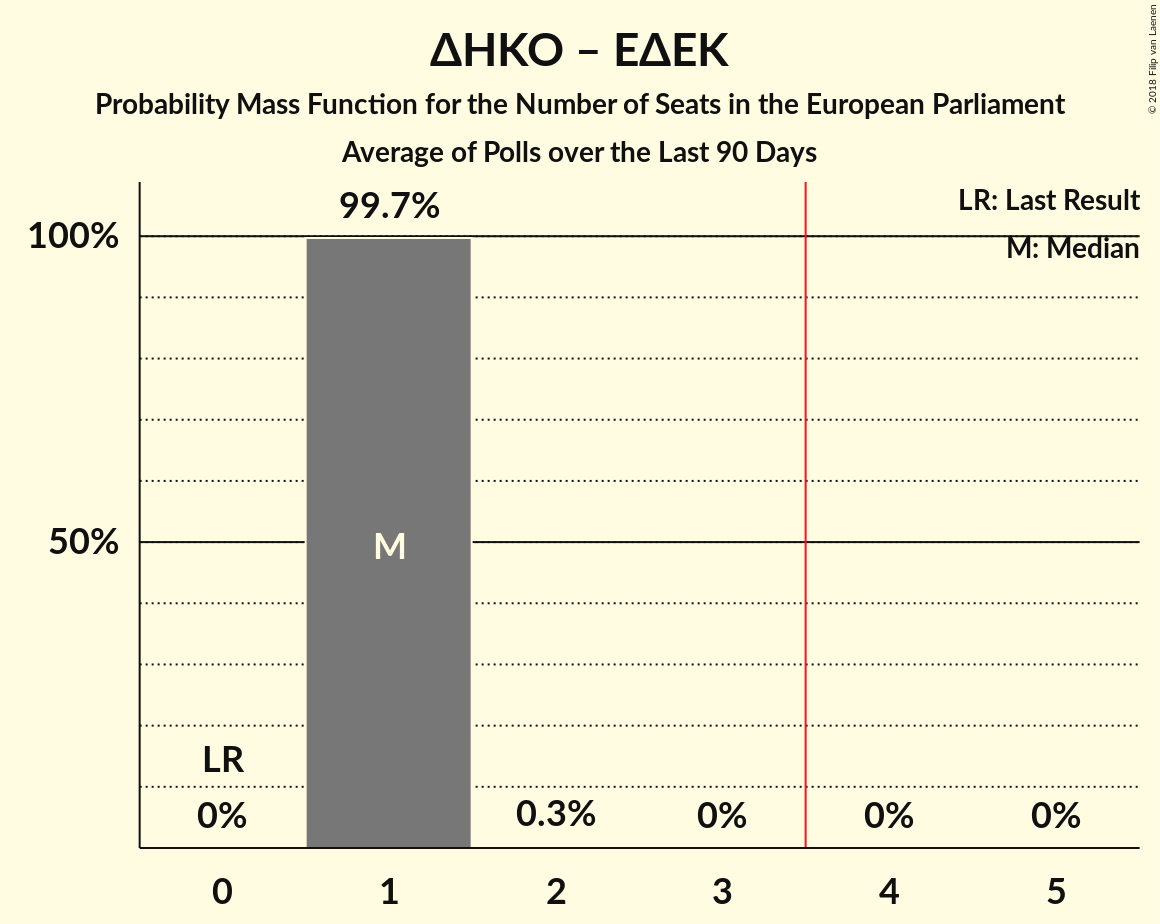 ΔΗΚΟ – ΕΔΕΚ
Probability Mass Function for the Number of Seats in the European Parliament
Average of Polls over the Last 90 Days
© 2018 Filip van Laenen
LR: Last Result
M: Median
99.7%
100%
50%
M
LR
0%
0.3%
0%
0%
0%
0 1 2 3 4 5